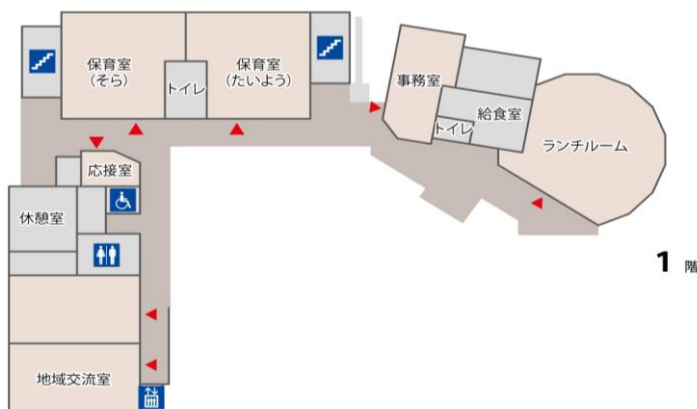 保育室
(そら)
トイレ
保育室
(たいよう)
事務室
給食室
トイレ
ランチルーム
応接室
休憩室
1 階
地域交流室